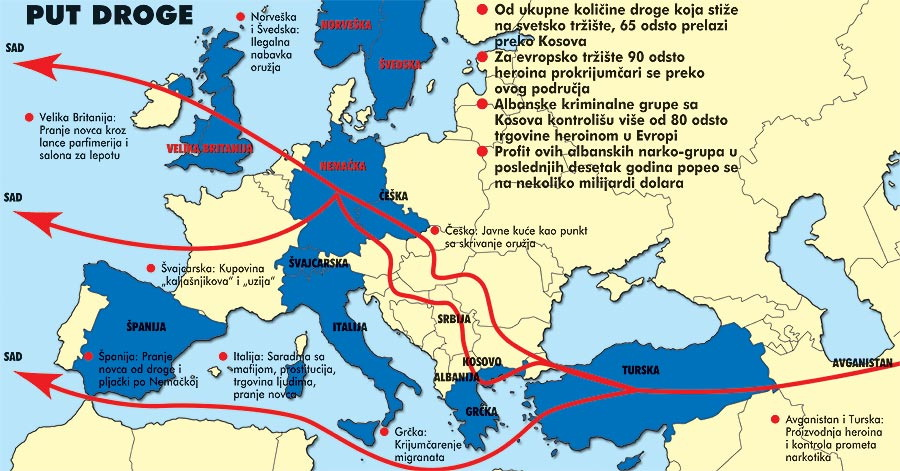 PUT DROGE
Norveška
i Švedska:
Ilegalna
nabavka
oružja
Od ukupne količine droge koja stiže
na svetsko tržište, 65 odsto prelazi
preko Kosova
Za evropsko tržište 90 odsto
heroina prokrijumčari se preko
ovog područja
Albanske kriminalne grupe sa
Kosova kontrolišu više od 80 odsto
trgovine heroinom u Evropi
Profit ovih albanskih narko-grupa u
poslednjih desetak godina popeo se
na nekoliko milijardi dolara
NORVEŠKA
ŠVEDSKA
SAD
Velika Britanija:
Pranje novca kroz
lance parfimerija i
salona za lepotu
VELIKA BRITANIJA
NEMAČKA
ČEŠKA
SAD
Češka: Javne kuće kao punkt
sa skrivanje oružja
ŠVAJCARSKA
Švajcarska: Kupovina
„kalјašnjikova“ i „uzija“
ŠPANIJA
ITALIJA
SRBIJA
SAD
Španija: Pranje
novca od droge i
pljački po Nemačkoj
Italija: Saradnja sa
mafijom, prostitucija,
trgovina ljudima,
pranje novca
KOSOVO
ALBANIJA
GRČKA
TURSKA
AVGANISTAN
Grčka:
Krijumčarenje
migranata
Avganistan i Turska:
Proizvodnja heroina
i kontrola prometa
narkotika